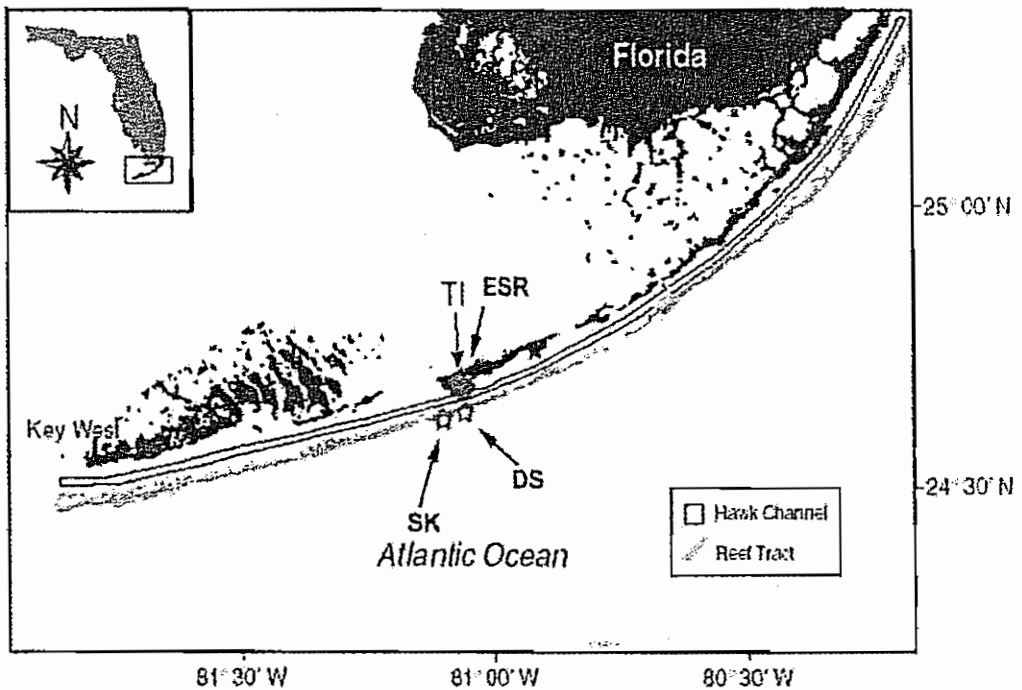 Florida
N
25°00'N
TI ESR
Key West
DS
24°30'N
SK
Hawk Channel
Reef Tract
Atlantic Ocean
81°30'W 81°00'W 80°30'W